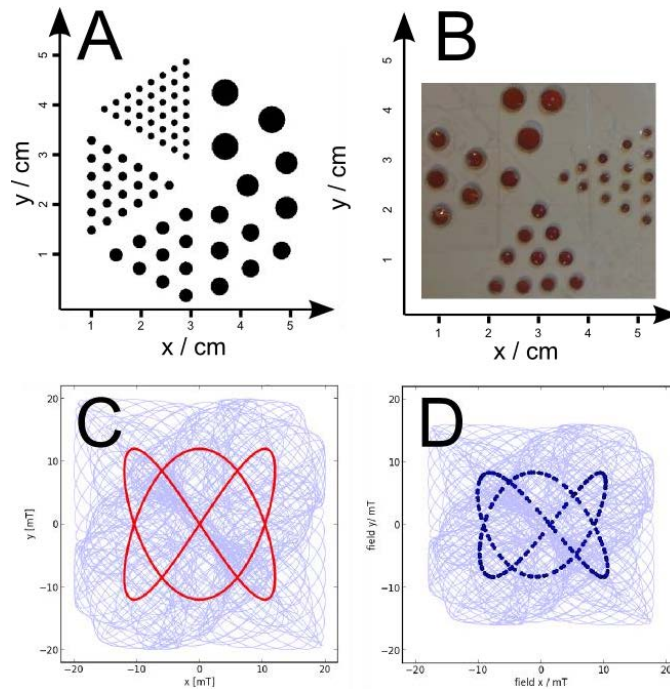 A
5
4
3
2
1
y / cm
1 2 3 4 5
x / cm
B
5
4
3
2
1
y / cm
1 2 3 4 5
x / cm
C
20
10
0
−10
−20
y [mT]
−20 −10 0 10 20
x [mT]
D
20
10
0
−10
−20
field y/ mT
−20 −10 0 10 20
field x / mT